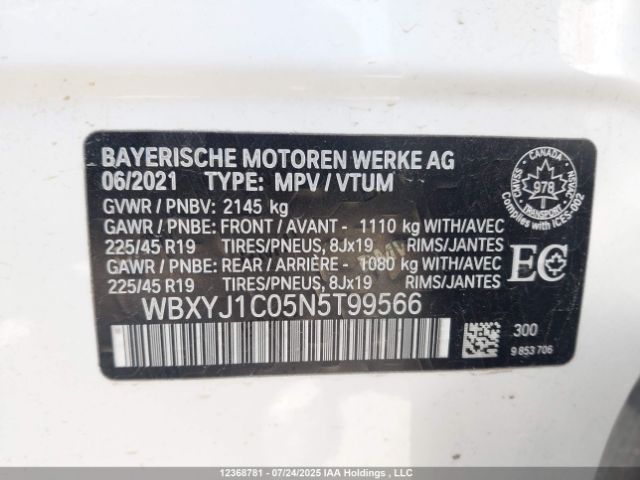 BAYERISCHE MOTOREN WERKE AG
06/2021 TYPE: MPV / VTUM
GVWR / PNBV: 2145 kg
GAWR / PNBE: FRONT / AVANT - 1110 kg WITH/AVEC
225/45 R19 TIRES/PNEUS, 8Jx19 RIMS/JANTES
GAWR / PNBE: REAR / ARRIÈRE - 1080 kg WITH/AVEC
225/45 R19 TIRES/PNEUS, 8Jx19 RIMS/JANTES
WBXYJ1C05N5T99566
CANADA
CMVSS
NSVAC
978
TRANSPORT
COMPLIES WITH/CONFORME ICES-002
EC
300
9 853 706
12368781 - 07/24/2025 IAA Holdings , LLC